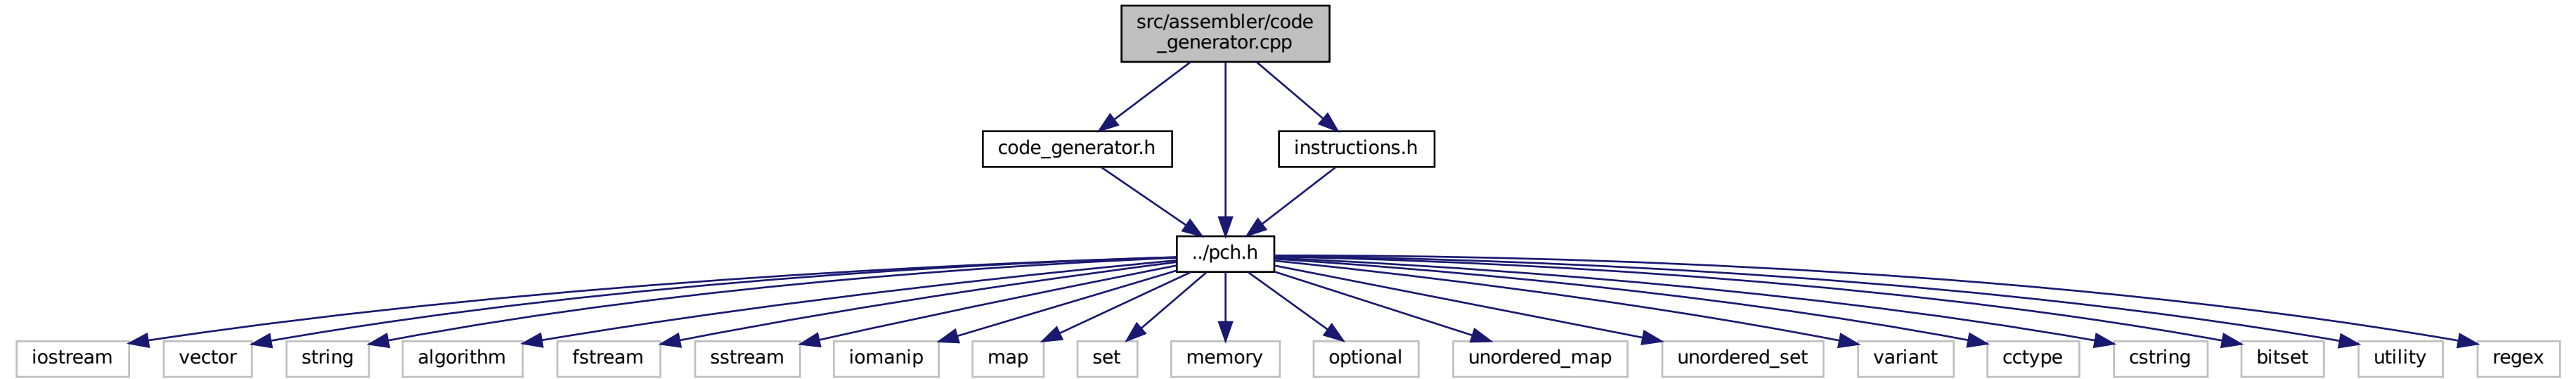 src/assembler/code
_generator.cpp
code_generator.h
instructions.h
../pch.h
iostream
vector
string
algorithm
fstream
sstream
iomanip
map
set
memory
optional
unordered_map
unordered_set
variant
cctype
cstring
bitset
utility
regex